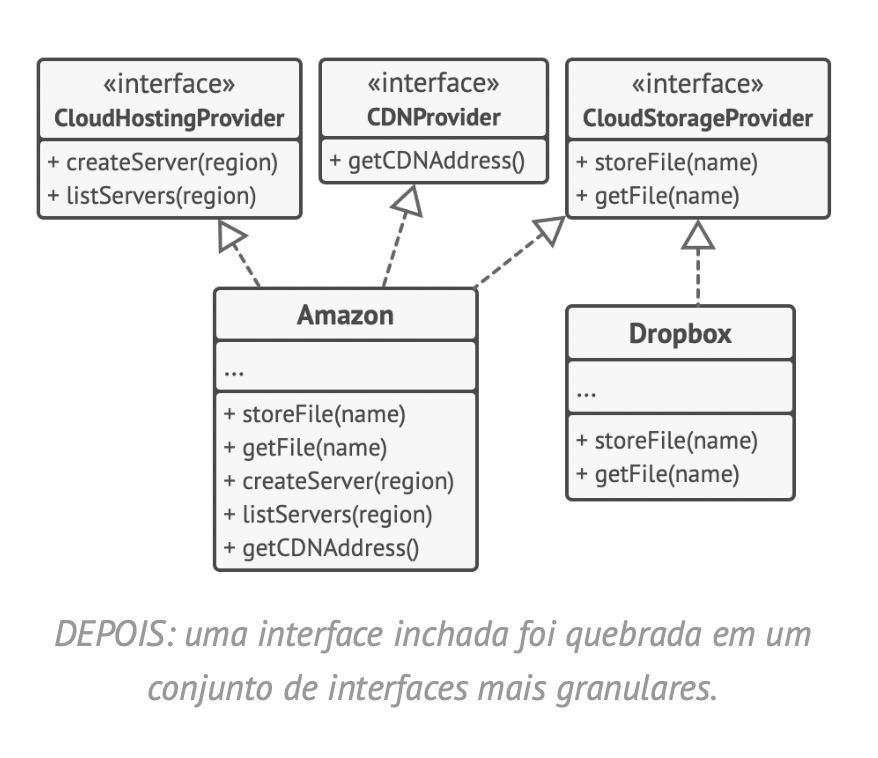 «interface»
CloudHostingProvider
+ createServer(region)
+ listServers(region)
«interface»
CDNProvider
+ getCDNAddress()
«interface»
CloudStorageProvider
+ storeFile(name)
+ getFile(name)
Amazon
...
+ storeFile(name)
+ getFile(name)
+ createServer(region)
+ listServers(region)
+ getCDNAddress()
Dropbox
...
+ storeFile(name)
+ getFile(name)
DEPOIS: uma interface inchada foi quebrada em um
conjunto de interfaces mais granulares.